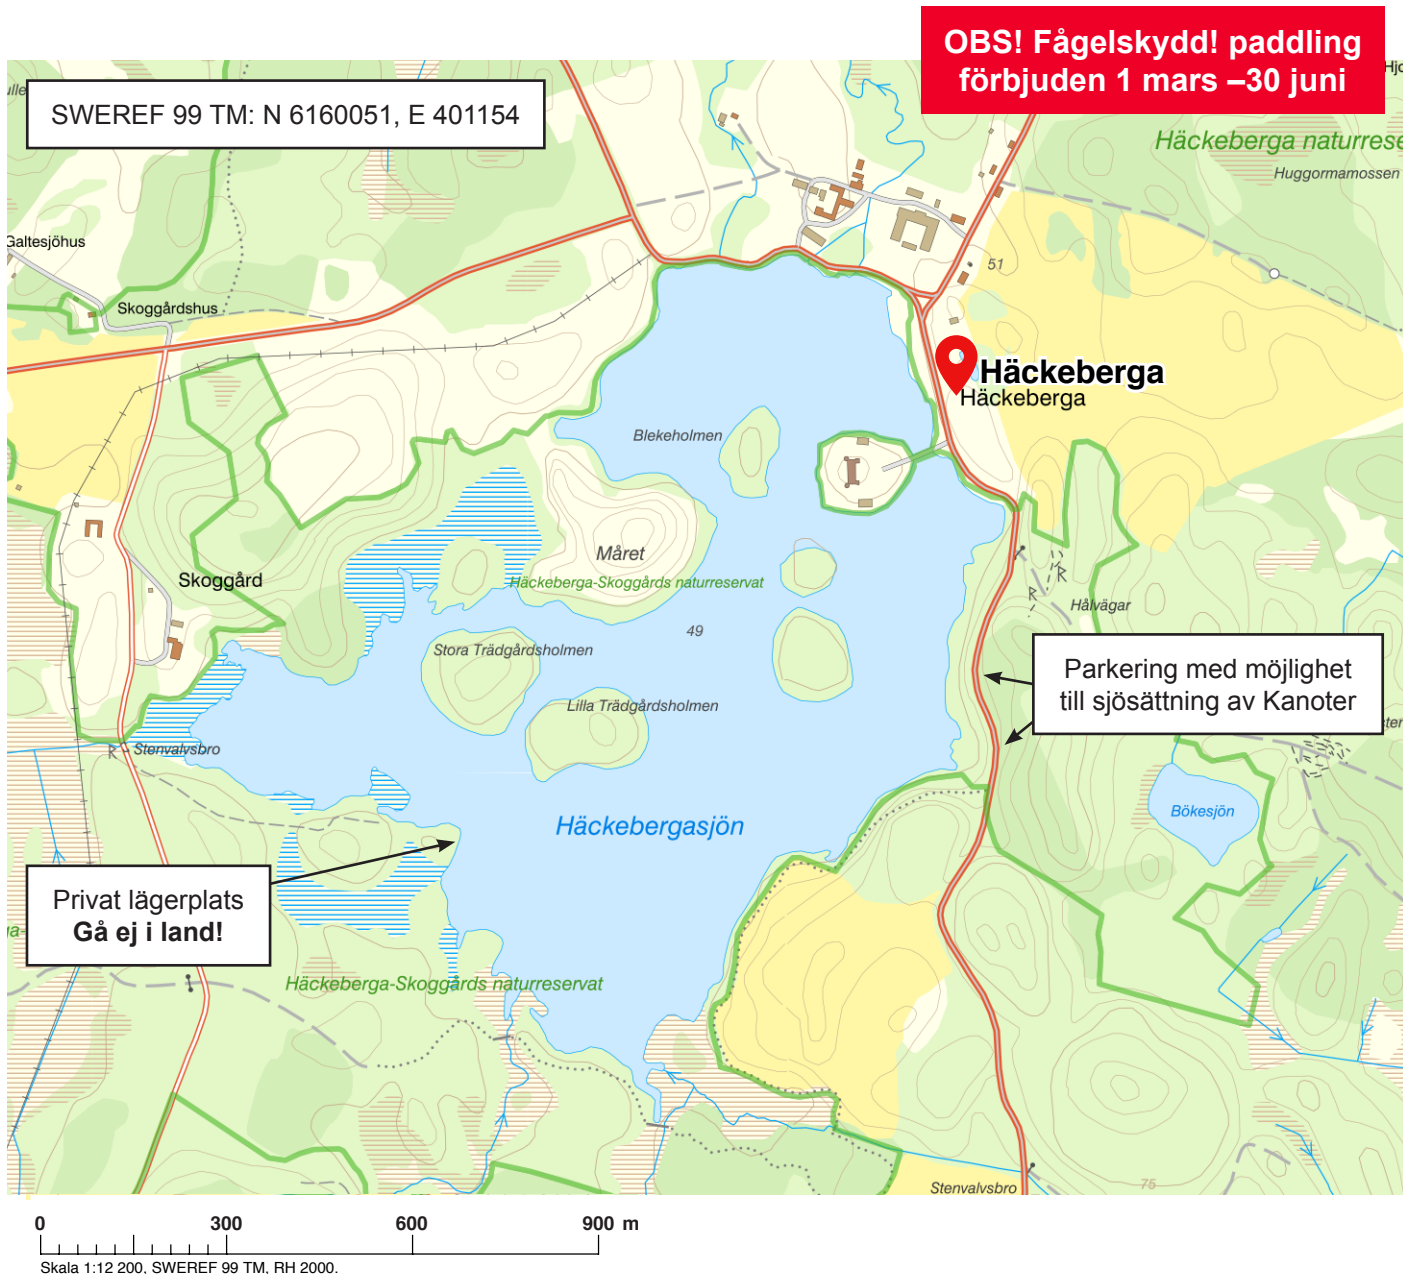 OBS! Fågelskydd! paddling
förbjuden 1 mars –30 juni
SWEREF 99 TM: N 6160051, E 401154
Häckeberga naturrese
Huggormamossen
Galtesjöhus
51
Skoggårdshus
Häckeberga
Häckeberga
Blekeholmen
Måret
Häckeberga-Skoggårds naturreservat
Skoggård
Hålvägar
49
Stora Trädgårdsholmen
Parkering med möjlighet
till sjösättning av Kanoter
Lilla Trädgårdsholmen
R
R
R
Stenvalvsbro
Bökesjön
Häckebergasjön
Privat lägerplats
Gå ej i land!
Häckeberga-Skoggårds naturreservat
Stenvalvsbro
75
0 300 600 900 m
Skala 1:12 200, SWEREF 99 TM, RH 2000.